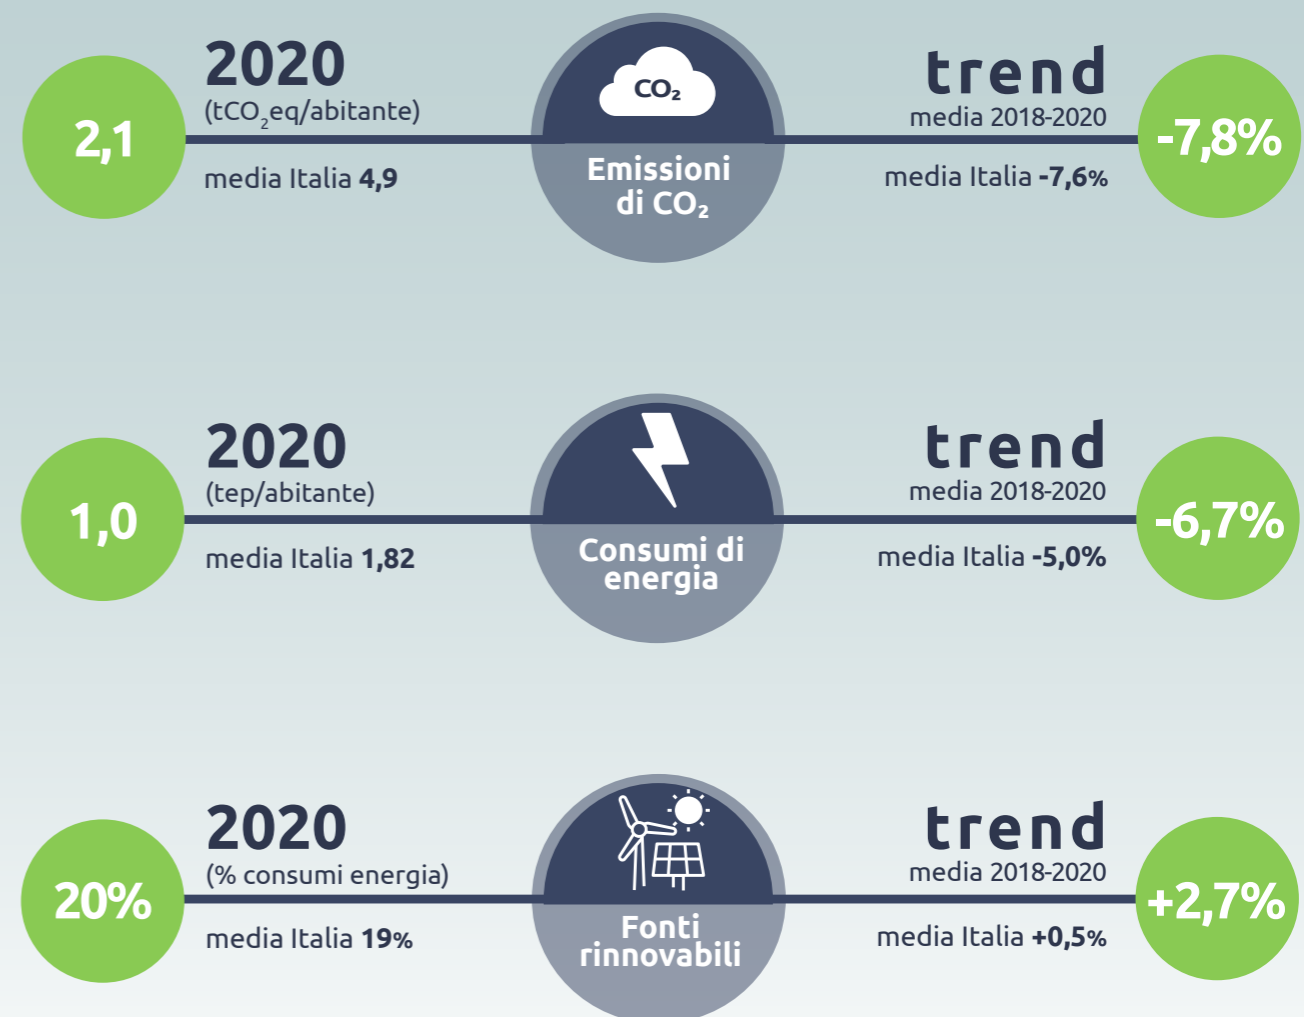 2,1
2020
(tCO₂eq/abitante)
media Italia 4,9
CO₂
Emissioni
di CO₂
trend
media 2018-2020
media Italia -7,6%
-7,8%
1,0
2020
(tep/abitante)
media Italia 1,82
Consumi di
energia
trend
media 2018-2020
media Italia -5,0%
-6,7%
20%
2020
(% consumi energia)
media Italia 19%
Fonti
rinnovabili
trend
media 2018-2020
media Italia +0,5%
+2,7%